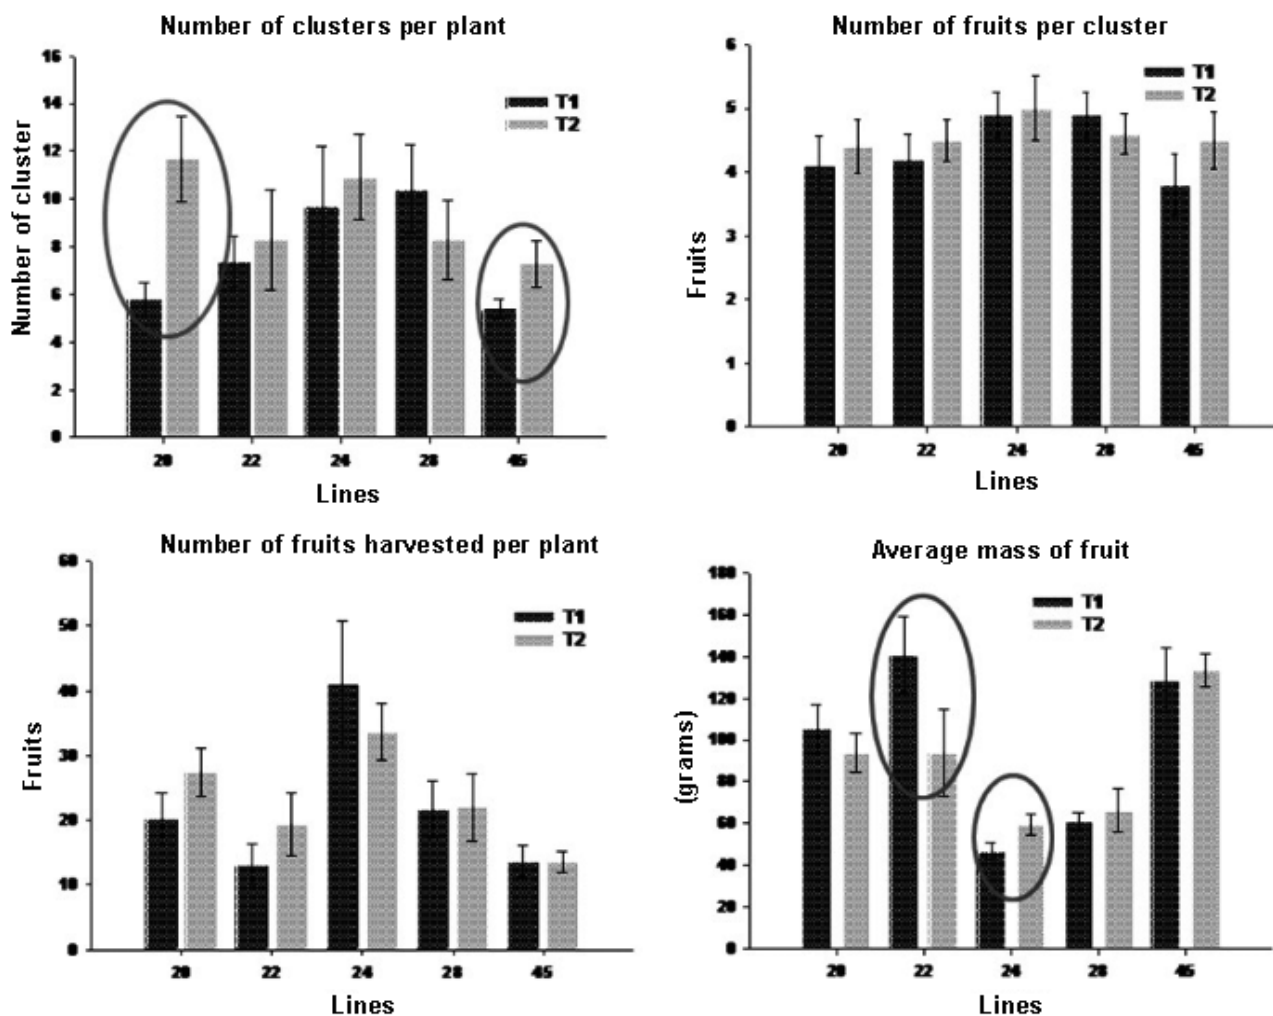 Number of clusters per plant
16
14
12
10
8
6
4
2
0
Number of cluster
T1
T2
20 22 24 28 45
Lines
Number of fruits per cluster
6
5
4
3
2
1
0
Fruits
T1
T2
20 22 24 28 45
Lines
Number of fruits harvested per plant
60
50
40
30
20
10
0
Fruits
T1
T2
20 22 24 28 45
Lines
Average mass of fruit
180
160
140
120
100
80
60
40
20
0
(grams)
T1
T2
20 22 24 28 45
Lines